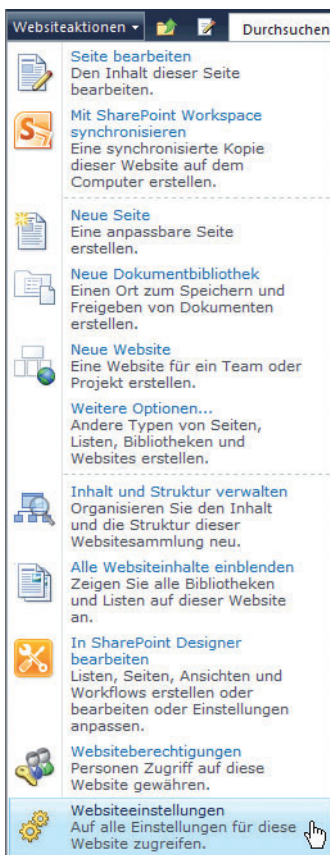 Websiteaktionen Durchsuchen
Seite bearbeiten
Den Inhalt dieser Seite
bearbeiten.
Mit SharePoint Workspace
synchronisieren
Eine synchronisierte Kopie
dieser Website auf dem
Computer erstellen.
Neue Seite
Eine anpassbare Seite
erstellen.
Neue Dokumentbibliothek
Einen Ort zum Speichern und
Freigeben von Dokumenten
erstellen.
Neue Website
Eine Website für ein Team oder
Projekt erstellen.
Weitere Optionen...
Andere Typen von Seiten,
Listen, Bibliotheken und
Websites erstellen.
Inhalt und Struktur verwalten
Organisieren Sie den Inhalt
und die Struktur dieser
Websitesammlung neu.
Alle Websiteinhalte einblenden
Zeigen Sie alle Bibliotheken
und Listen auf dieser Website
an.
In SharePoint Designer
bearbeiten
Listen, Seiten, Ansichten und
Workflows erstellen oder
bearbeiten oder Einstellungen
anpassen.
Websiteberechtigungen
Personen Zugriff auf diese
Website gewähren.
Websiteeinstellungen
Auf alle Einstellungen für diese
Website zugreifen.